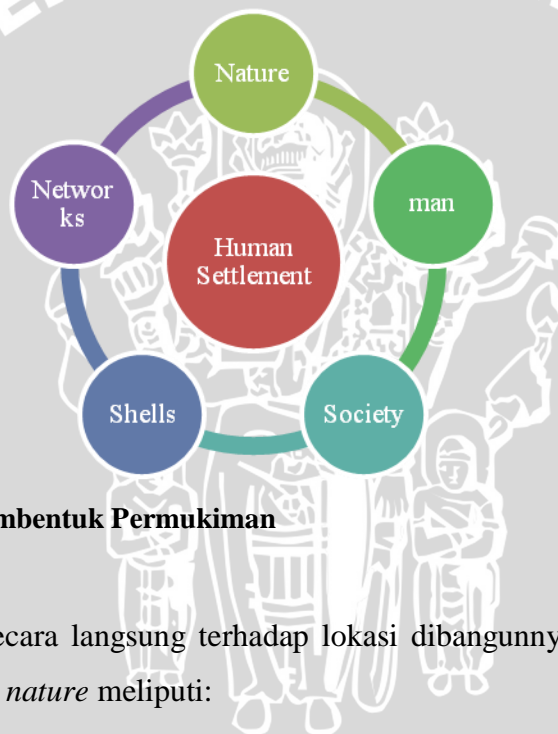 Nature
Networ
ks
man
Human
Settlement
Shells
Society
mbentuk Permukiman
ecara langsung terhadap lokasi dibangunny
nature meliputi: